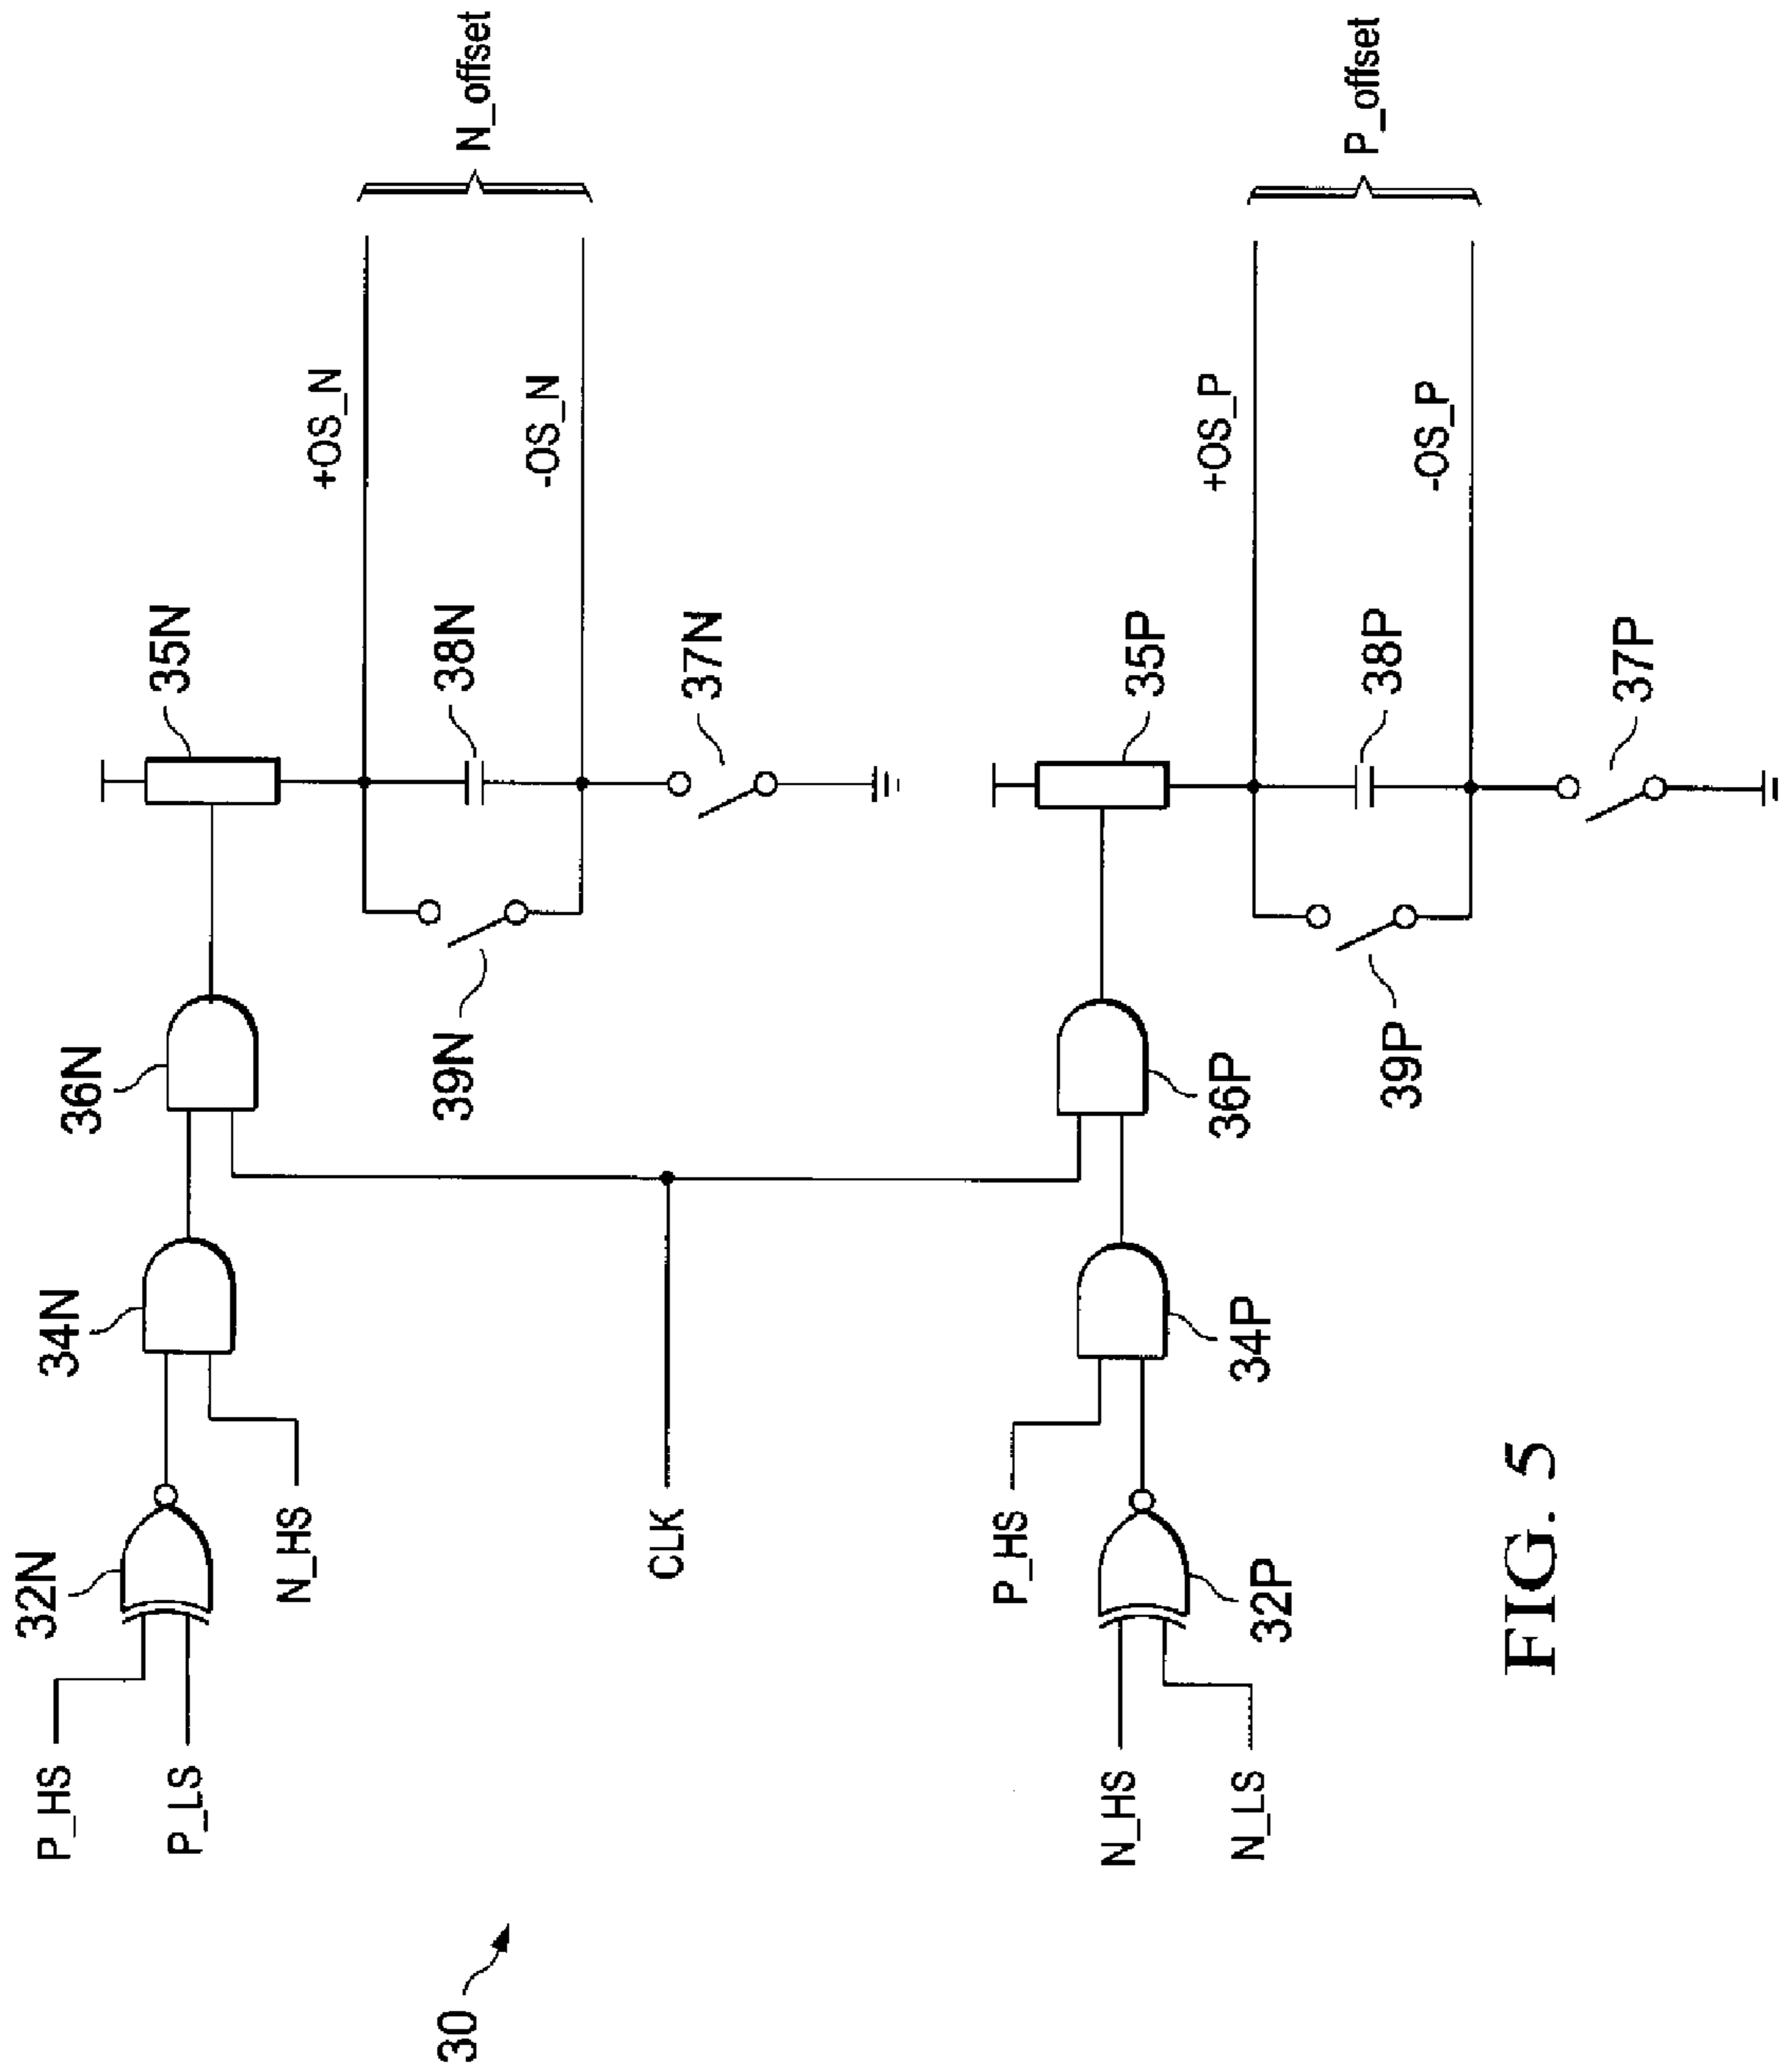 30
P_HS
P_LS
32N
N_HS
34N
36N
35N
39N
38N
37N
+OS_N
-OS_N
N_offset
CLK
N_HS
N_LS
32P
P_HS
34P
36P
35P
39P
38P
37P
+OS_P
-OS_P
P_offset
FIG. 5